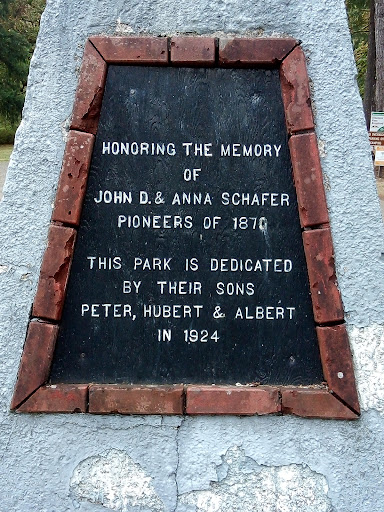 HONORING THE MEMORY
OF
JOHN D. & ANNA SCHAFER
PIONEERS OF 1870
THIS PARK IS DEDICATED
BY THEIR SONS
PETER, HUBERT & ALBERT
IN 1924